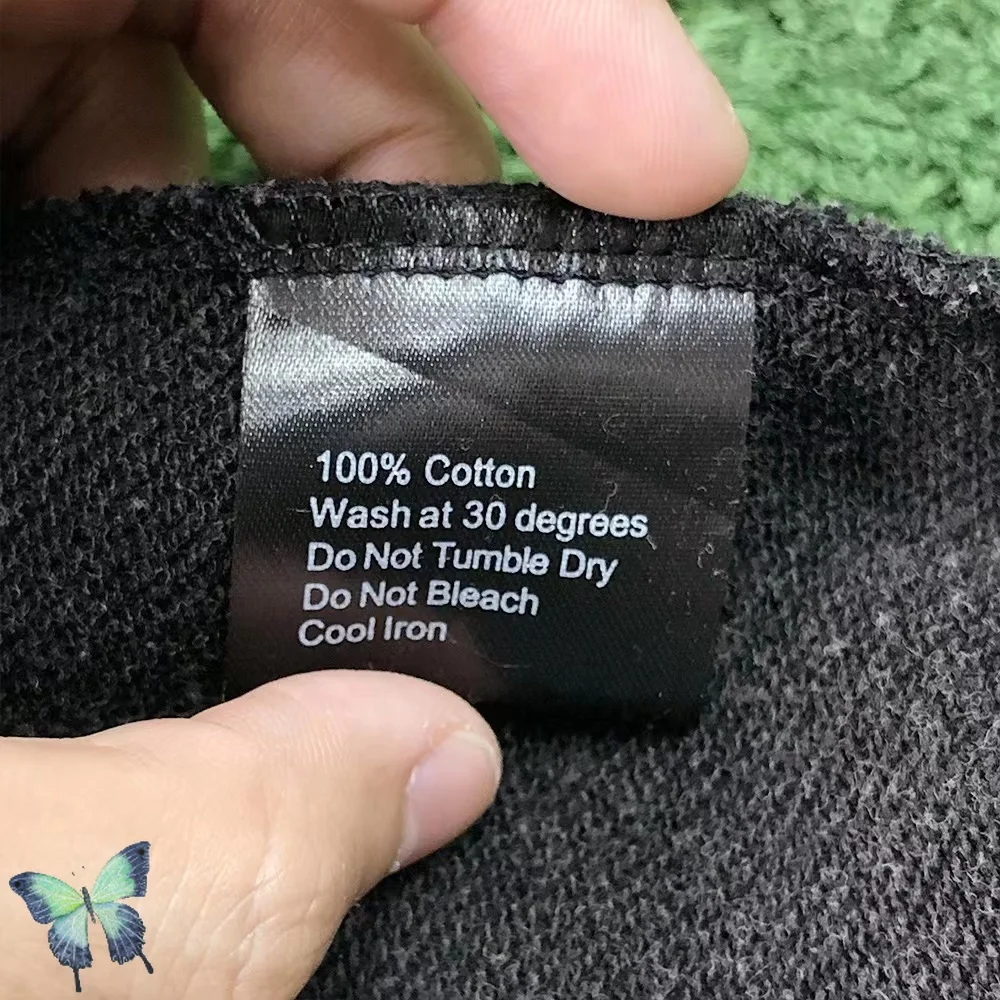 100% Cotton
Wash at 30 degrees
Do Not Tumble Dry
Do Not Bleach
Cool Iron